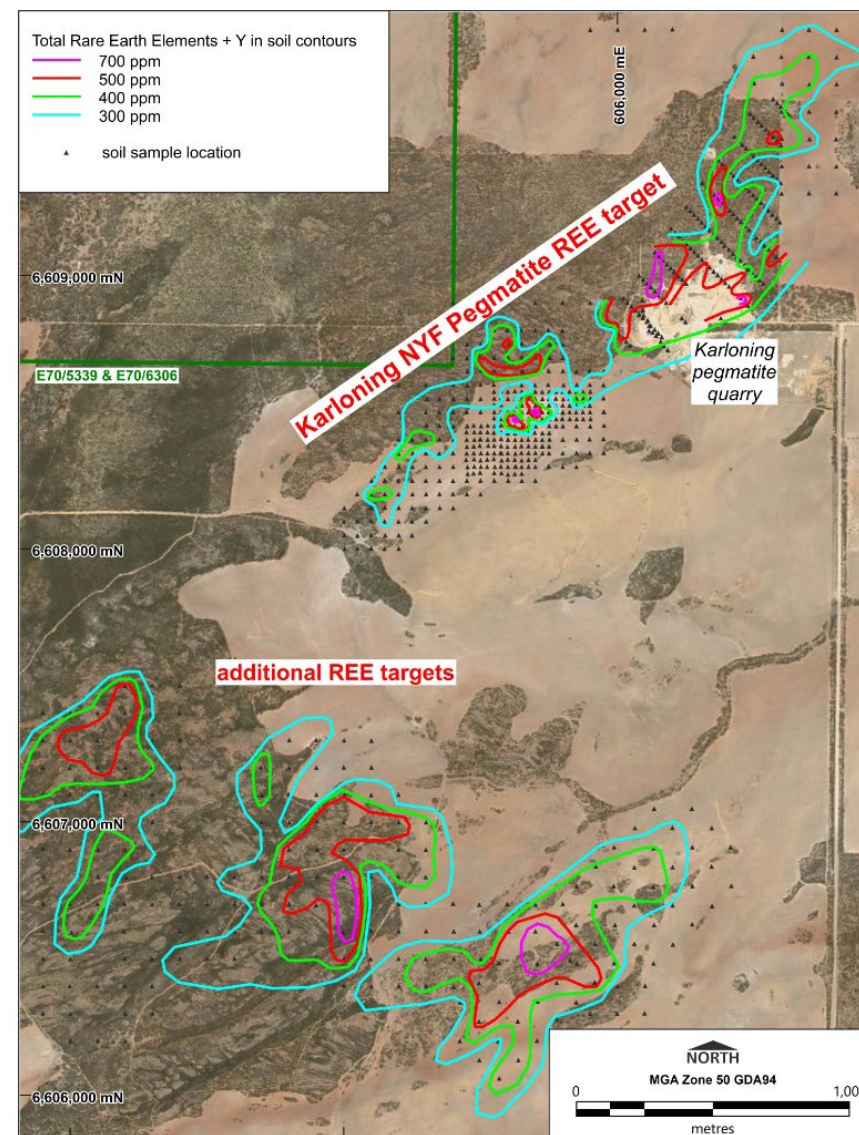 Total Rare Earth Elements + Y in soil contours
700 ppm
500 ppm
400 ppm
300 ppm
soil sample location
606,000 mE
6,609,000 mN
Karloning NYF Pegmatite REE target
E70/5339 & E70/6306
Karloning
pegmatite
quarry
6,608,000 mN
additional REE targets
6,607,000 mN
6,606,000 mN
NORTH
MGA Zone 50 GDA94
0
1,00
metres